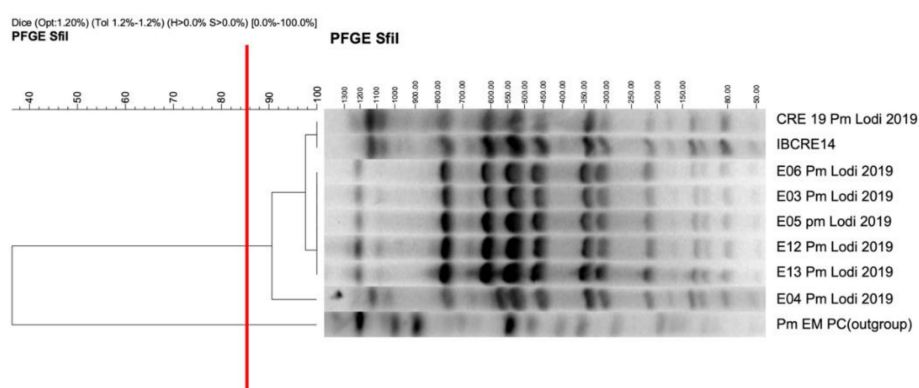 Dice (Opt:1.20%) (Tol 1.2%-1.2%) (H>0.0% S>0.0%) [0.0%-100.0%]
PFGE SfiI
PFGE SfiI
40 50 60 70 80 90 100
1300 1200 1100 1000 900.00 800.00 700.00 600.00 550.00 500.00 450.00 400.00 350.00 300.00 250.00 200.00 150.00 80.00 50.00
CRE 19 Pm Lodi 2019
IBCRE14
E06 Pm Lodi 2019
E03 Pm Lodi 2019
E05 pm Lodi 2019
E12 Pm Lodi 2019
E13 Pm Lodi 2019
E04 Pm Lodi 2019
Pm EM PC(outgroup)